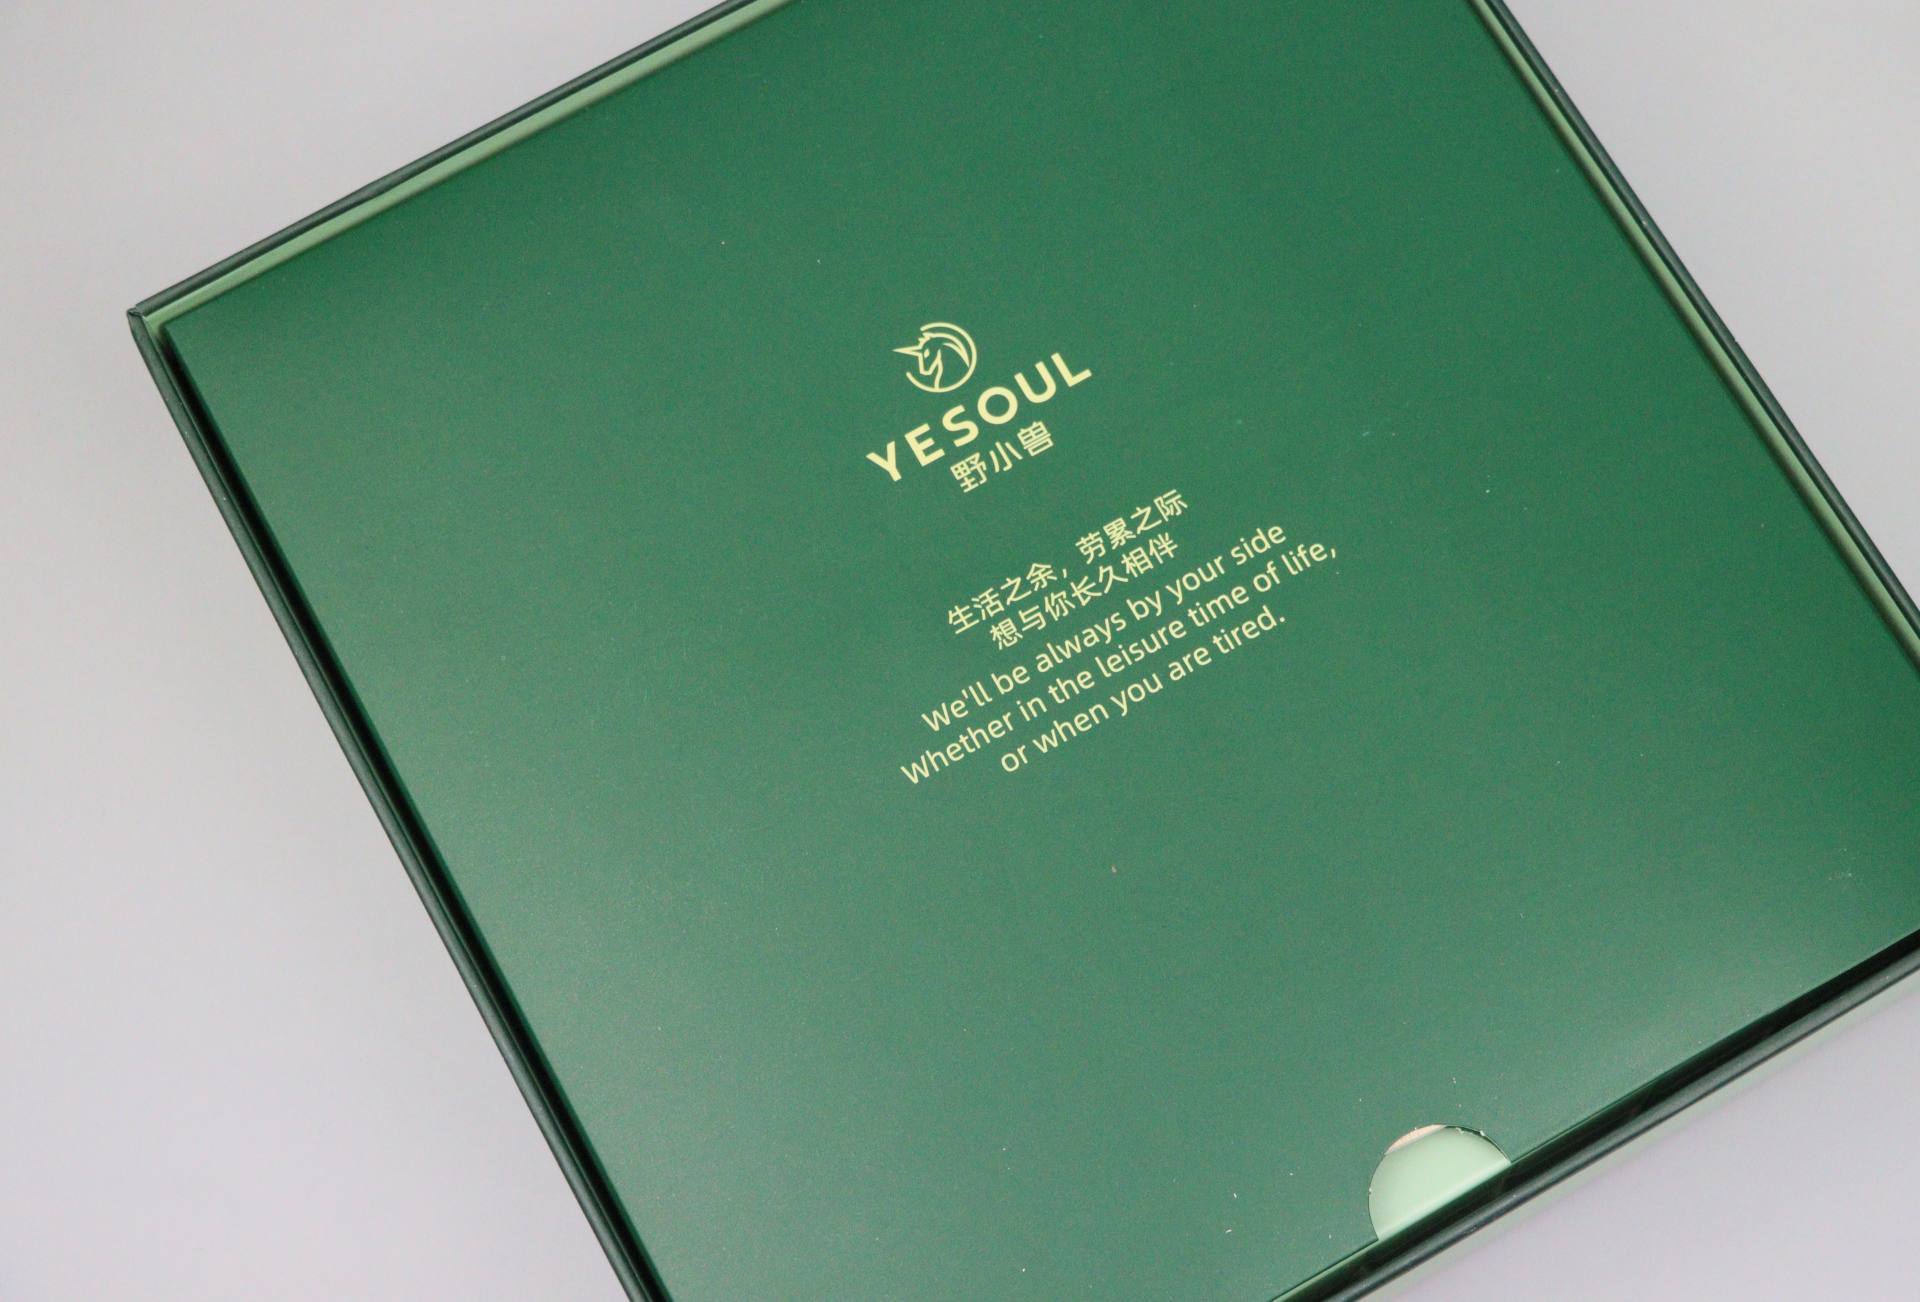 YESOUL
野小兽
生活之余，劳累之际
想与你长久相伴
We'll be always by your side
Whether in the leisure time of life,
or when you are tired.